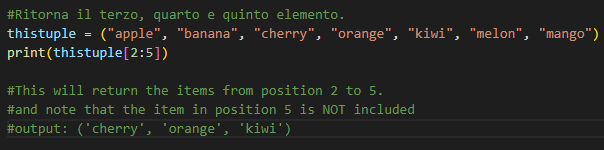 #Ritorna il terzo, quarto e quinto elemento.
thistuple = ("apple", "banana", "cherry", "orange", "kiwi", "melon", "mango")
print(thistuple[2:5])
#This will return the items from position 2 to 5.
#and note that the item in position 5 is NOT included
#output: ('cherry', 'orange', 'kiwi')